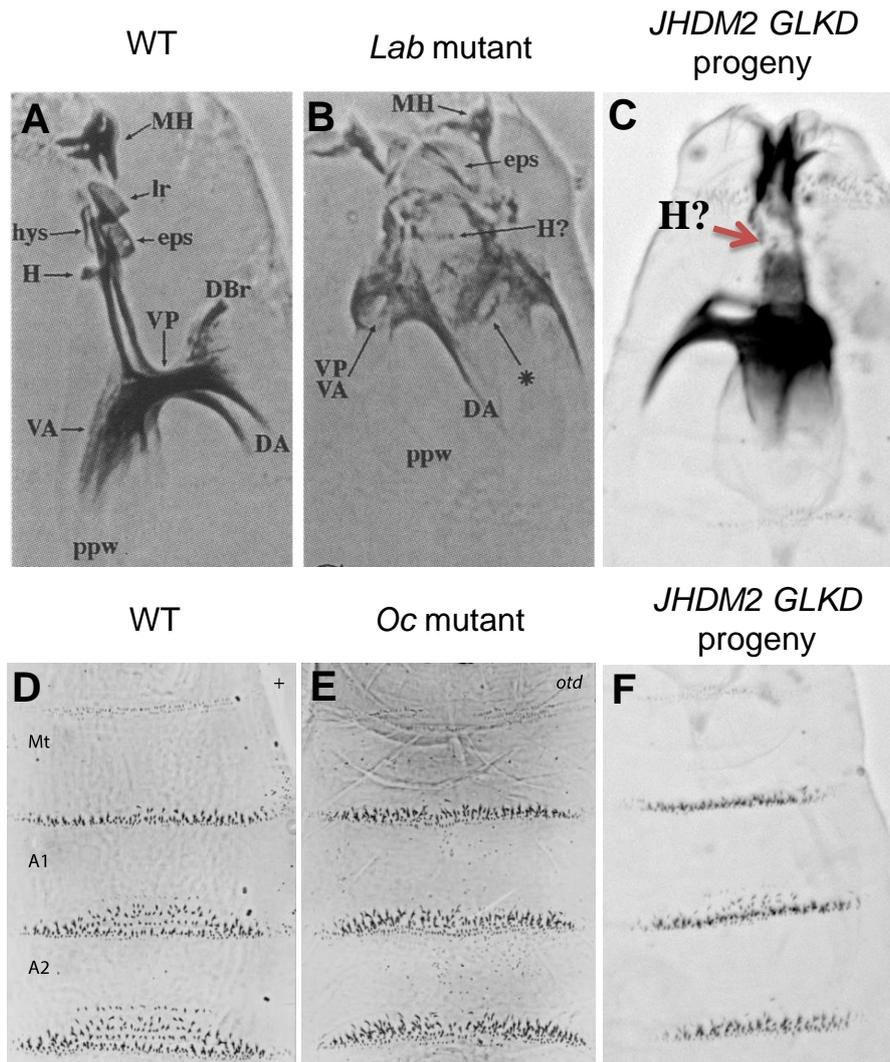 WT
Lab mutant
JHDM2 GLKD
progeny
A
MH
lr
hys
eps
H
DBr
VP
VA
DA
ppw
B
MH
eps
H?
VP
VA
*
DA
ppw
C
H?
WT
Oc mutant
JHDM2 GLKD
progeny
D
+
Mt
A1
A2
E
otd
F